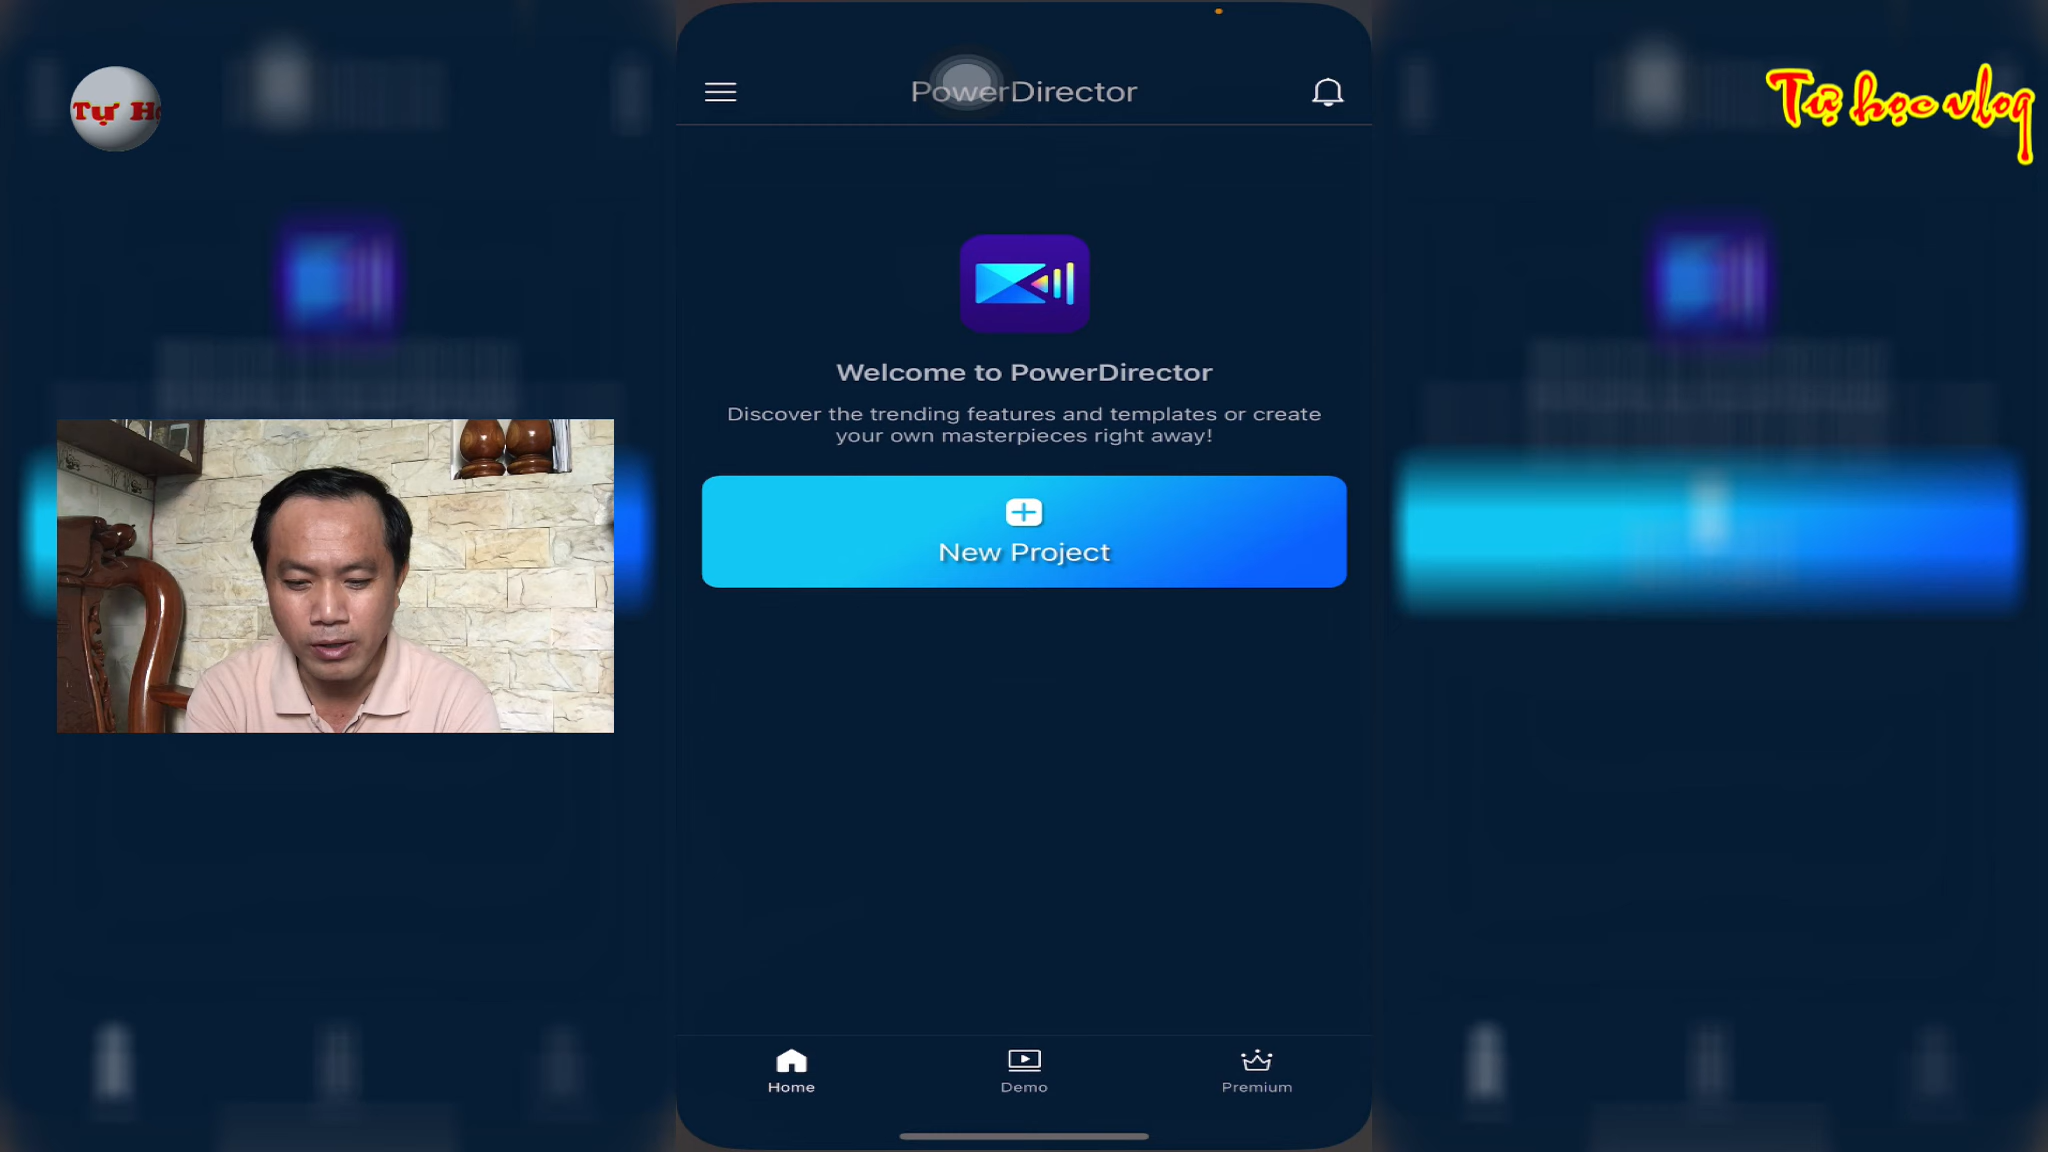 Tự Họ
PowerDirector
Tự học vlog
Welcome to PowerDirector
Discover the trending features and templates or create
your own masterpieces right away!
New Project
Home
Demo
Premium